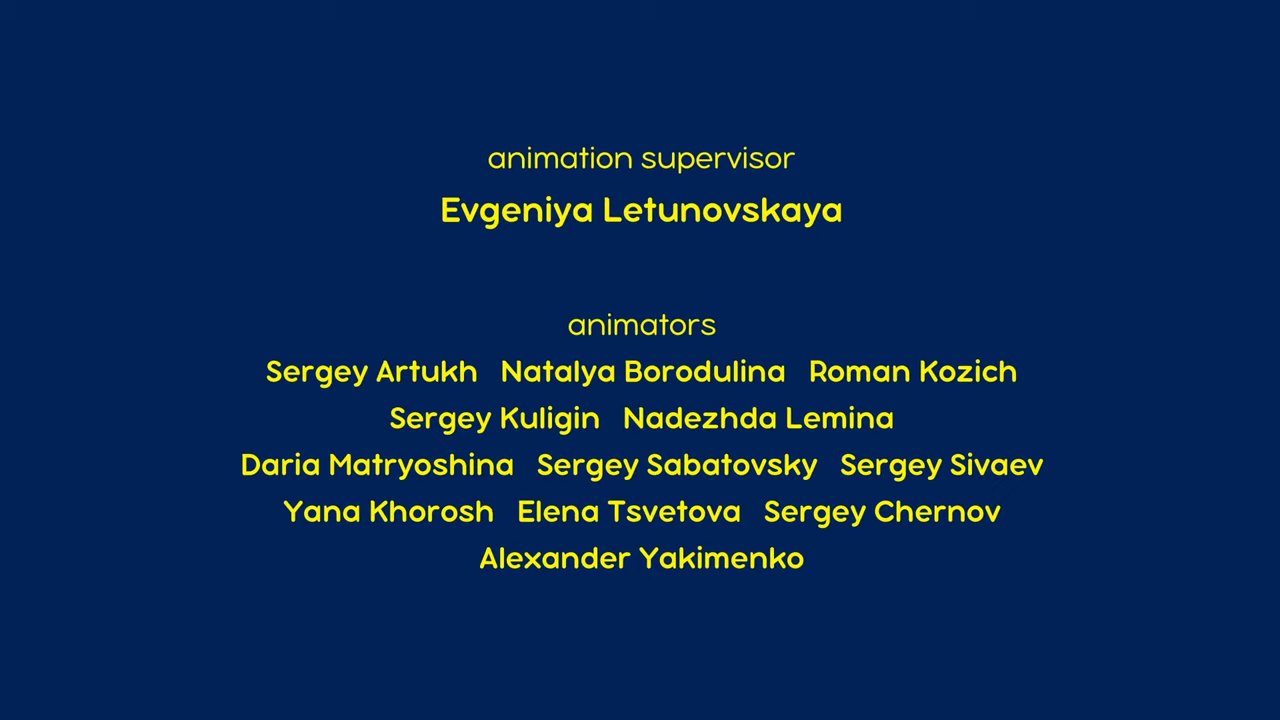 animation supervisor
Evgeniya Letunovskaya
animators
Sergey Artukh Natalya Borodulina Roman Kozich
Sergey Kuligin Nadezhda Lemina
Daria Matryoshina Sergey Sabatovsky Sergey Sivaev
Yana Khorosh Elena Tsvetova Sergey Chernov
Alexander Yakimenko